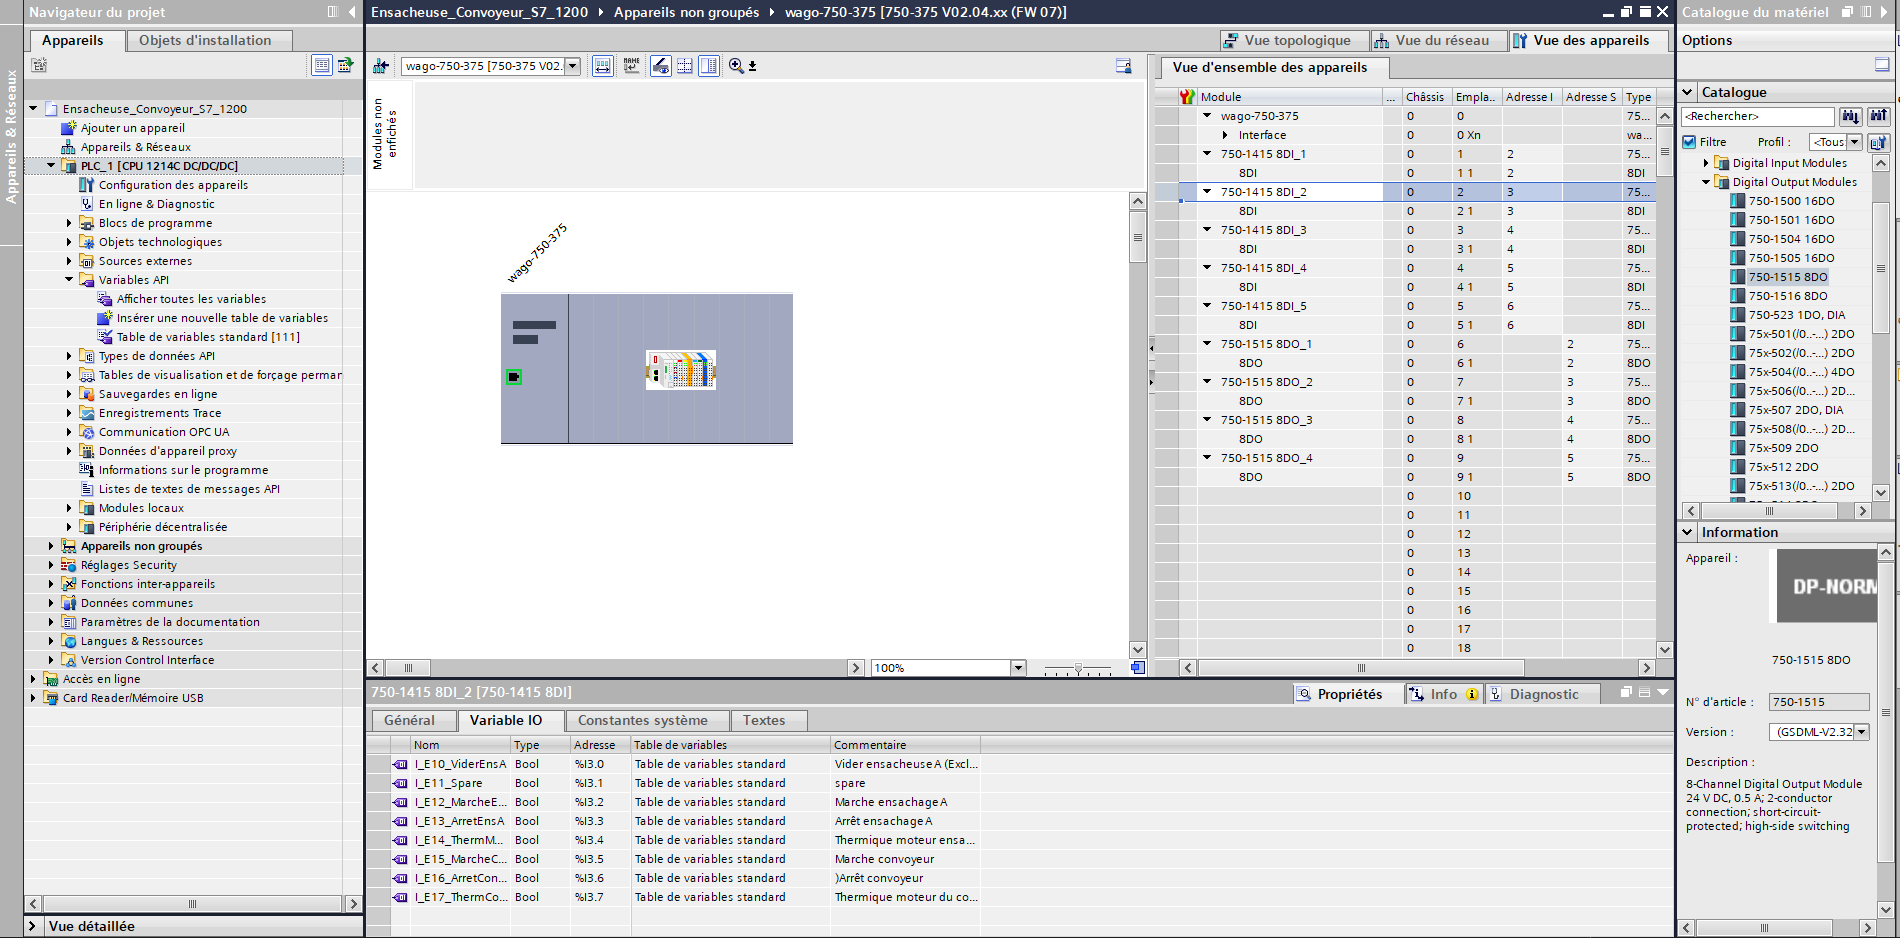 Navigateur du projet
Appareils
Objets d'installation
Appareils & Réseaux
Ensacheuse_Convoyeur_S7_1200
Ajouter un appareil
Appareils & Réseaux
PLC_1 [CPU 1214C DC/DC/DC]
Configuration des appareils
En ligne & Diagnostic
Blocs de programme
Objets technologiques
Sources externes
Variables API
Afficher toutes les variables
Insérer une nouvelle table de variables
Table de variables standard [111]
Types de données API
Tables de visualisation et de forçage perman
Sauvegardes en ligne
Enregistrements Trace
Communication OPC UA
Données d'appareil proxy
Informations sur le programme
Listes de textes de messages API
Modules locaux
Périphérie décentralisée
Appareils non groupés
Réglages Security
Fonctions inter-appareils
Données communes
Paramètres de la documentation
Langues & Ressources
Version Control Interface
Accès en ligne
Card Reader/Mémoire USB
Vue détaillée
Ensacheuse_Convoyeur_S7_1200 Appareils non groupés wago-750-375 [750-375 V02.04.xx (FW 07)]
Vue topologique
Vue du réseau
Vue des appareils
wago-750-375 [750-375 V02.
Modules non enfichés
wago-750-375
100%
Vue d'ensemble des appareils
Module ... Châssis Empla.. Adresse I Adresse S Type
wago-750-375 0 0 75...
Interface 0 0 Xn wa...
750-1415 8DI_1 0 1 2 75...
8DI 0 1 1 2 8DI
750-1415 8DI_2 0 2 3 75...
8DI 0 2 1 3 8DI
750-1415 8DI_3 0 3 4 75...
8DI 0 3 1 4 8DI
750-1415 8DI_4 0 4 5 75...
8DI 0 4 1 5 8DI
750-1415 8DI_5 0 5 6 75...
8DI 0 5 1 6 8DI
750-1515 8DO_1 0 6 2 75...
8DO 0 6 1 2 8DO
750-1515 8DO_2 0 7 3 75...
8DO 0 7 1 3 8DO
750-1515 8DO_3 0 8 4 75...
8DO 0 8 1 4 8DO
750-1515 8DO_4 0 9 5 75...
8DO 0 9 1 5 8DO
0 10
0 11
0 12
0 13
0 14
0 15
0 16
0 17
0 18
750-1415 8DI_2 [750-1415 8DI]
Propriétés
Info
Diagnostic
Général
Variable IO
Constantes système
Textes
Nom Type Adresse Table de variables Commentaire
I_E10_ViderEnsA Bool %I3.0 Table de variables standard Vider ensacheuse A (Excl...
I_E11_Spare Bool %I3.1 Table de variables standard spare
I_E12_MarcheE... Bool %I3.2 Table de variables standard Marche ensachage A
I_E13_ArretEnsA Bool %I3.3 Table de variables standard Arrêt ensachage A
I_E14_ThermM... Bool %I3.4 Table de variables standard Thermique moteur ensa...
I_E15_MarcheC... Bool %I3.5 Table de variables standard Marche convoyeur
I_E16_ArretCon... Bool %I3.6 Table de variables standard )Arrêt convoyeur
I_E17_ThermCo... Bool %I3.7 Table de variables standard Thermique moteur du co...
Catalogue du matériel
Options
Catalogue
<Rechercher>
Filtre
Profil :
<Tous
Digital Input Modules
Digital Output Modules
750-1500 16DO
750-1501 16DO
750-1504 16DO
750-1505 16DO
750-1515 8DO
750-1516 8DO
750-523 1DO, DIA
75x-501(/0..-...) 2DO
75x-502(/0..-...) 2DO
75x-504(/0..-...) 4DO
75x-506(/0..-...) 2D...
75x-507 2DO, DIA
75x-508(/0..-...) 2D...
75x-509 2DO
75x-512 2DO
75x-513(/0..-...) 2DO
Information
Appareil :
DP-NORM
750-1515 8DO
N° d'article :
750-1515
Version :
(GSDML-V2.32
Description :
8-Channel Digital Output Module
24 V DC, 0.5 A; 2-conductor
connection; short-circuit-
protected; high-side switching